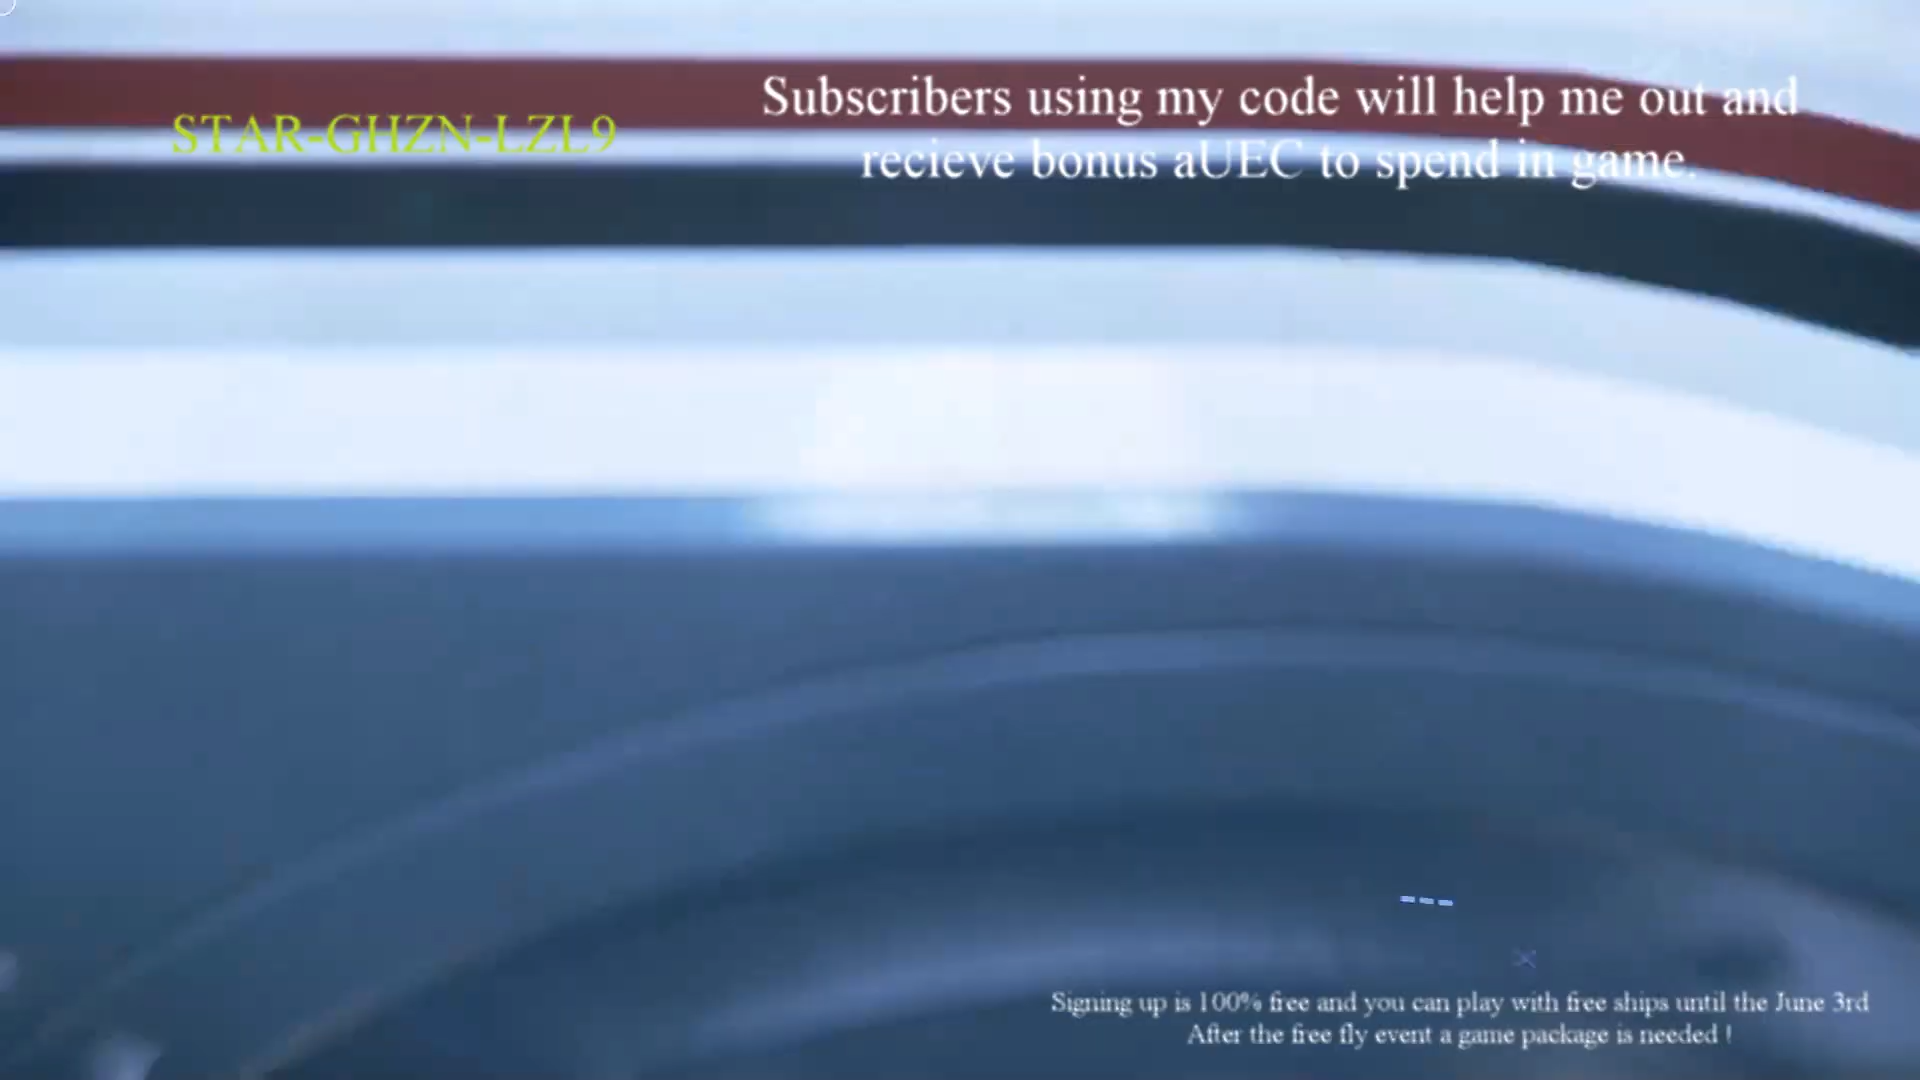 STAR-GHZN-LZL9
Subscribers using my code will help me out and
recieve bonus aUEC to spend in game.
Signing up is 100% free and you can play with free ships until the June 3rd
After the free fly event a game package is needed !